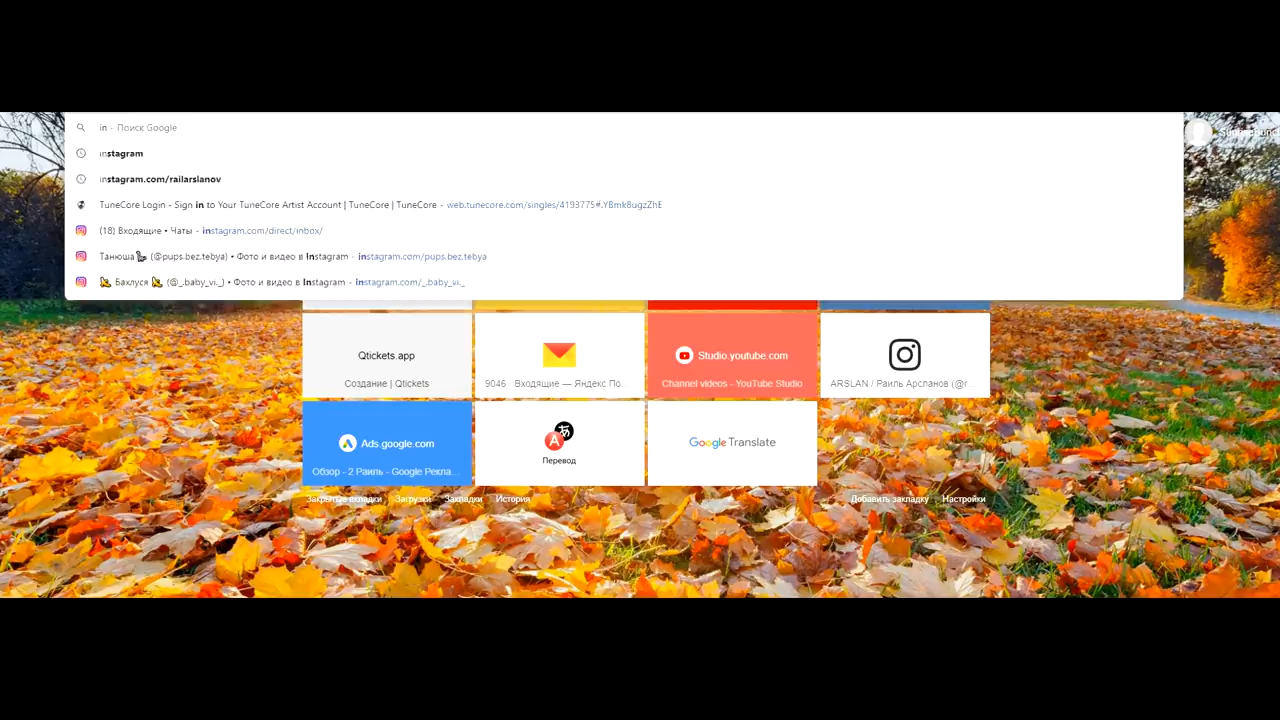 in - Поиск Google
instagram
instagram.com/railarslanov
TuneCore Login - Sign in to Your TuneCore Artist Account | TuneCore | TuneCore - web.tunecore.com/singles/4193775#.YBmk8ugzZhE
(18) Входящие • Чаты - instagram.com/direct/inbox/
Танюша (@pups.bez.tebya) • Фото и видео в Instagram - instagram.com/pups.bez.tebya
Бахлуся (@_.baby_vi._) • Фото и видео в Instagram - instagram.com/_.baby_vi._
Qtickets.app
Создание | Qtickets
9046 · Входящие — Яндекс.По...
Studio.youtube.com
Channel videos - YouTube Studio
ARSLAN / Раиль Арсланов (@r...
Ads.google.com
Обзор - 2 Раиль - Google Рекла...
Перевод
Google Translate
Закрытые вкладки Загрузки Закладки История Добавить закладку Настройки